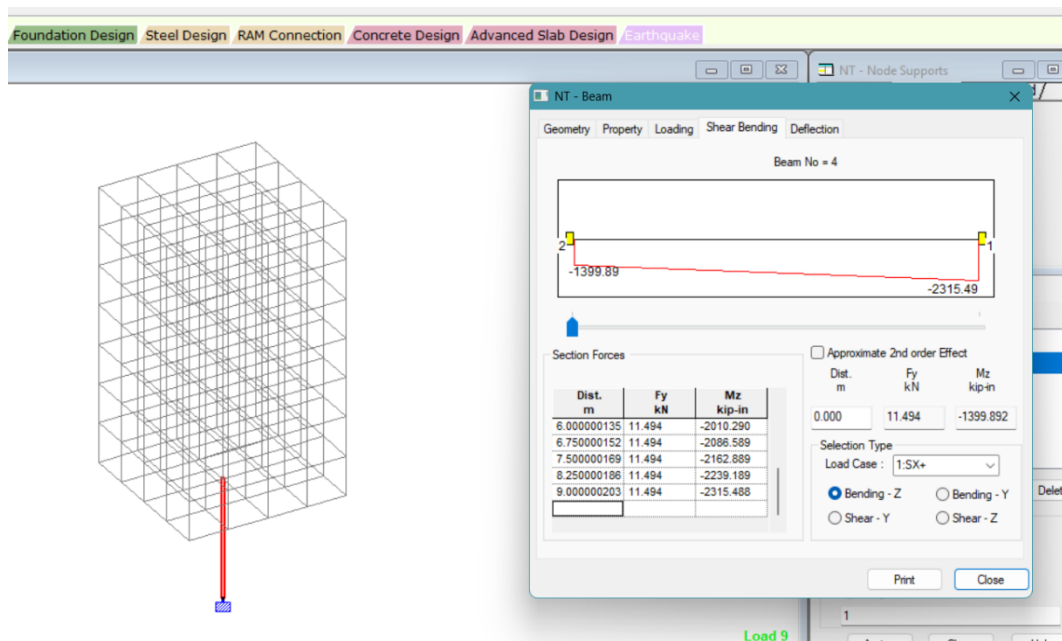 Foundation Design Steel Design RAM Connection Concrete Design Advanced Slab Design Earthquake
NT - Node Supports
NT - Beam
Geometry Property Loading Shear Bending Deflection
Beam No = 4
2 1
-1399.89
-2315.49
Section Forces
Dist. m Fy kN Mz kip-in
6.000000135 11.494 -2010.290
6.750000152 11.494 -2086.589
7.500000169 11.494 -2162.889
8.250000186 11.494 -2239.189
9.000000203 11.494 -2315.488
Approximate 2nd order Effect
Dist. Fy Mz
m kN kip-in
0.000 11.494 -1399.892
Selection Type
Load Case : 1:SX+
Bending - Z Bending - Y
Shear - Y Shear - Z
Print Close
Delet
1
Load 9